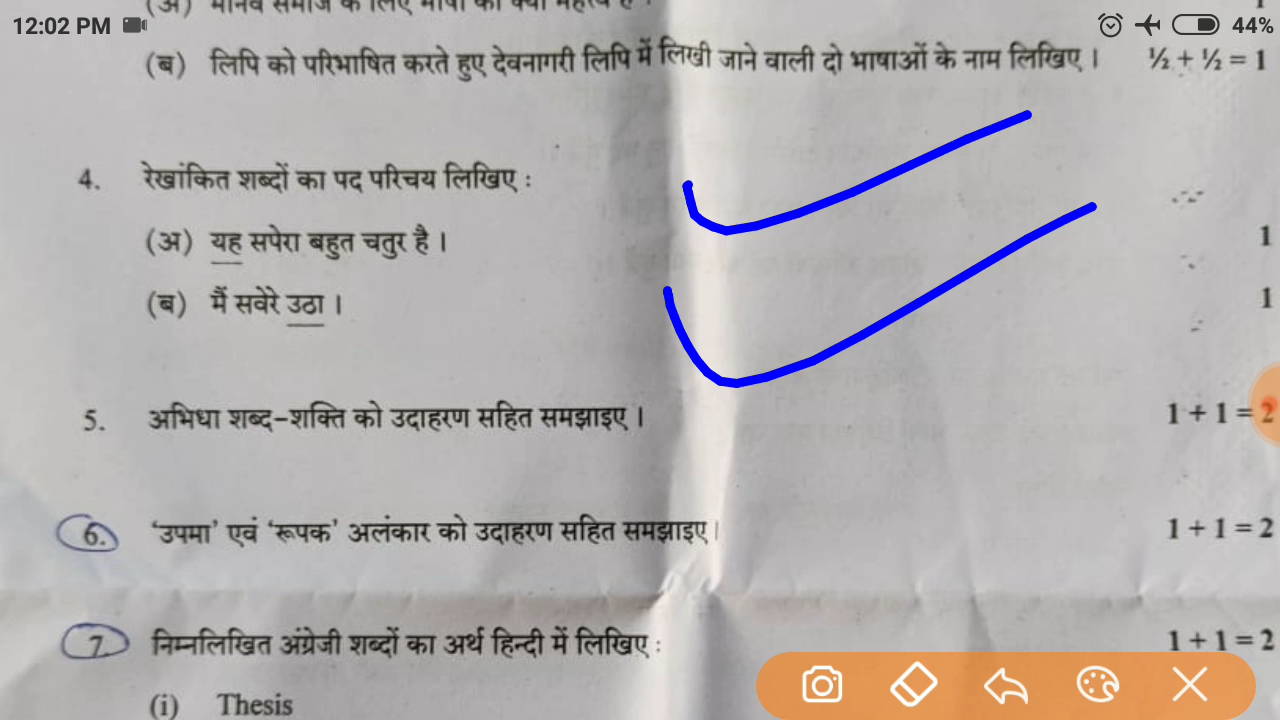 12:02 PM 44%
(ब) लिपि को परिभाषित करते हुए देवनागरी लिपि में लिखी जाने वाली दो भाषाओं के नाम लिखिए । ½ + ½ = 1
4. रेखांकित शब्दों का पद परिचय लिखिए :
(अ) यह सपेरा बहुत चतुर है । 1
(ब) मैं सवेरे उठा । 1
5. अभिधा शब्द-शक्ति को उदाहरण सहित समझाइए । 1 + 1 = 2
6. ‘उपमा’ एवं ‘रूपक’ अलंकार को उदाहरण सहित समझाइए । 1 + 1 = 2
7. निम्नलिखित अंग्रेजी शब्दों का अर्थ हिन्दी में लिखिए : 1 + 1 = 2
(i) Thesis